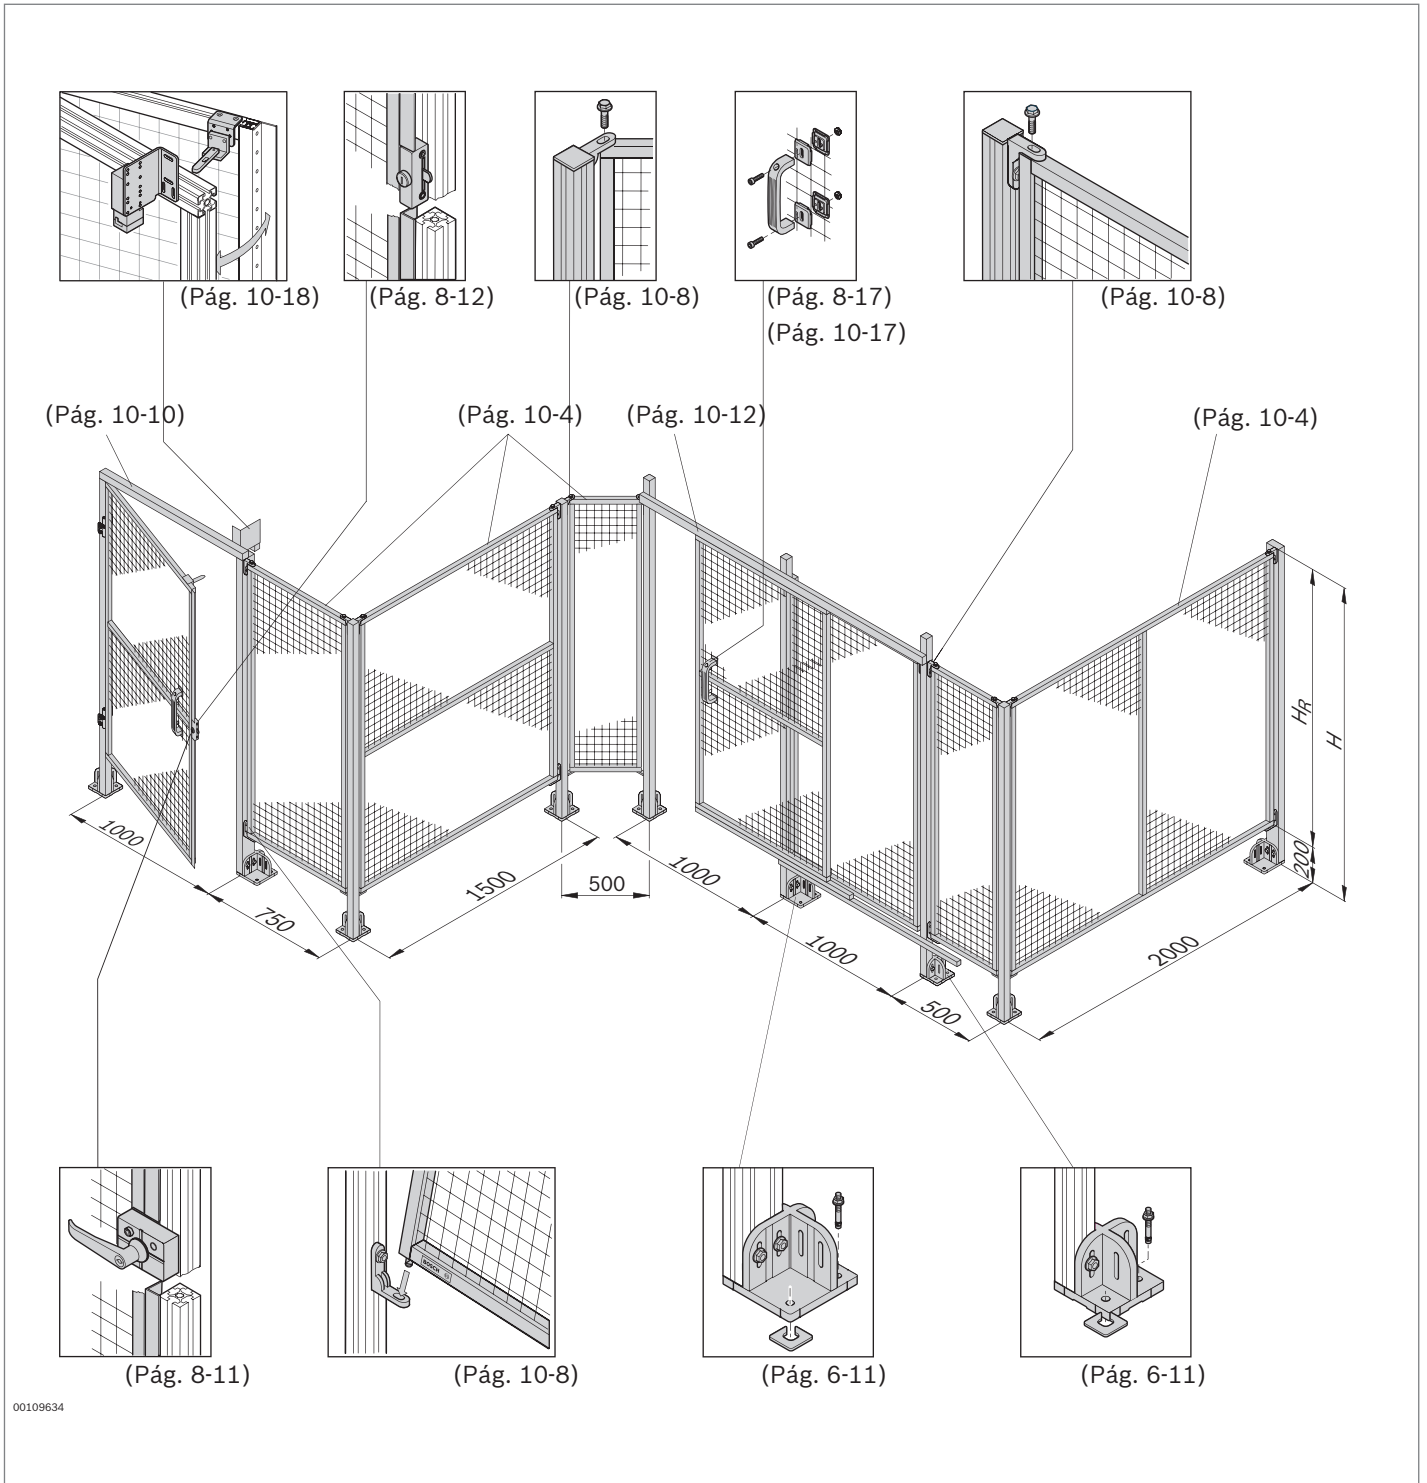 (Pág. 10-18)
(Pág. 8-12)
(Pág. 10-8)
(Pág. 8-17)
(Pág. 10-17)
(Pág. 10-8)
(Pág. 10-10)
(Pág. 10-4)
(Pág. 10-12)
(Pág. 10-4)
HR
H
200
1000
750
1500
500
1000
1000
500
2000
BOSCH
(Pág. 8-11)
(Pág. 10-8)
(Pág. 6-11)
(Pág. 6-11)
00109634